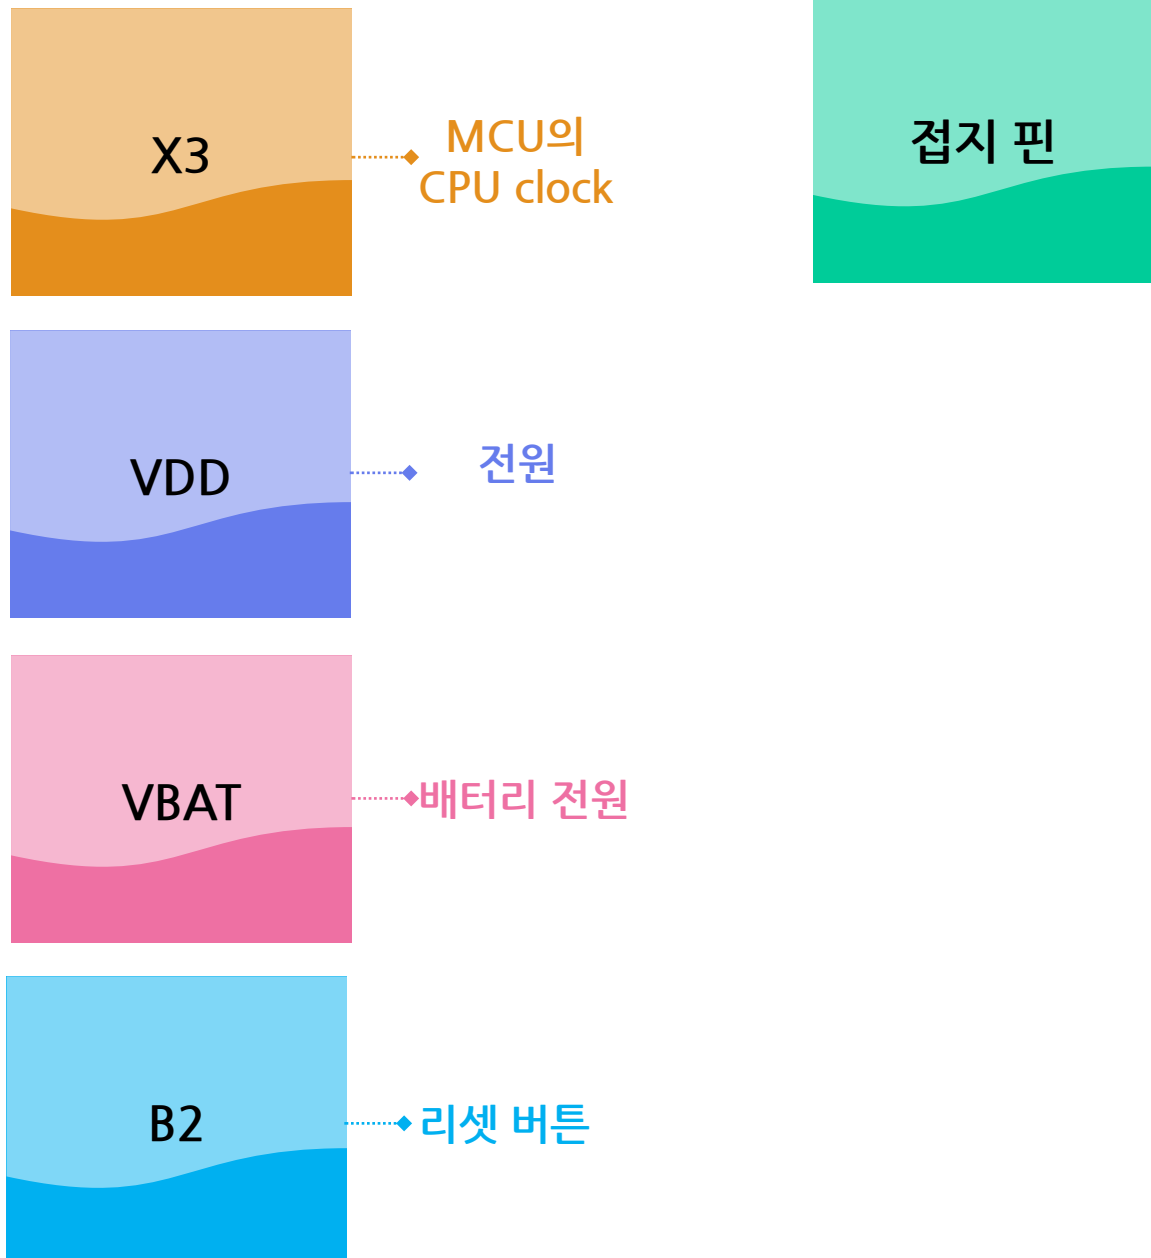 X3
MCU의
CPU clock
접지 핀
VDD
전원
VBAT
배터리 전원
B2
리셋 버튼